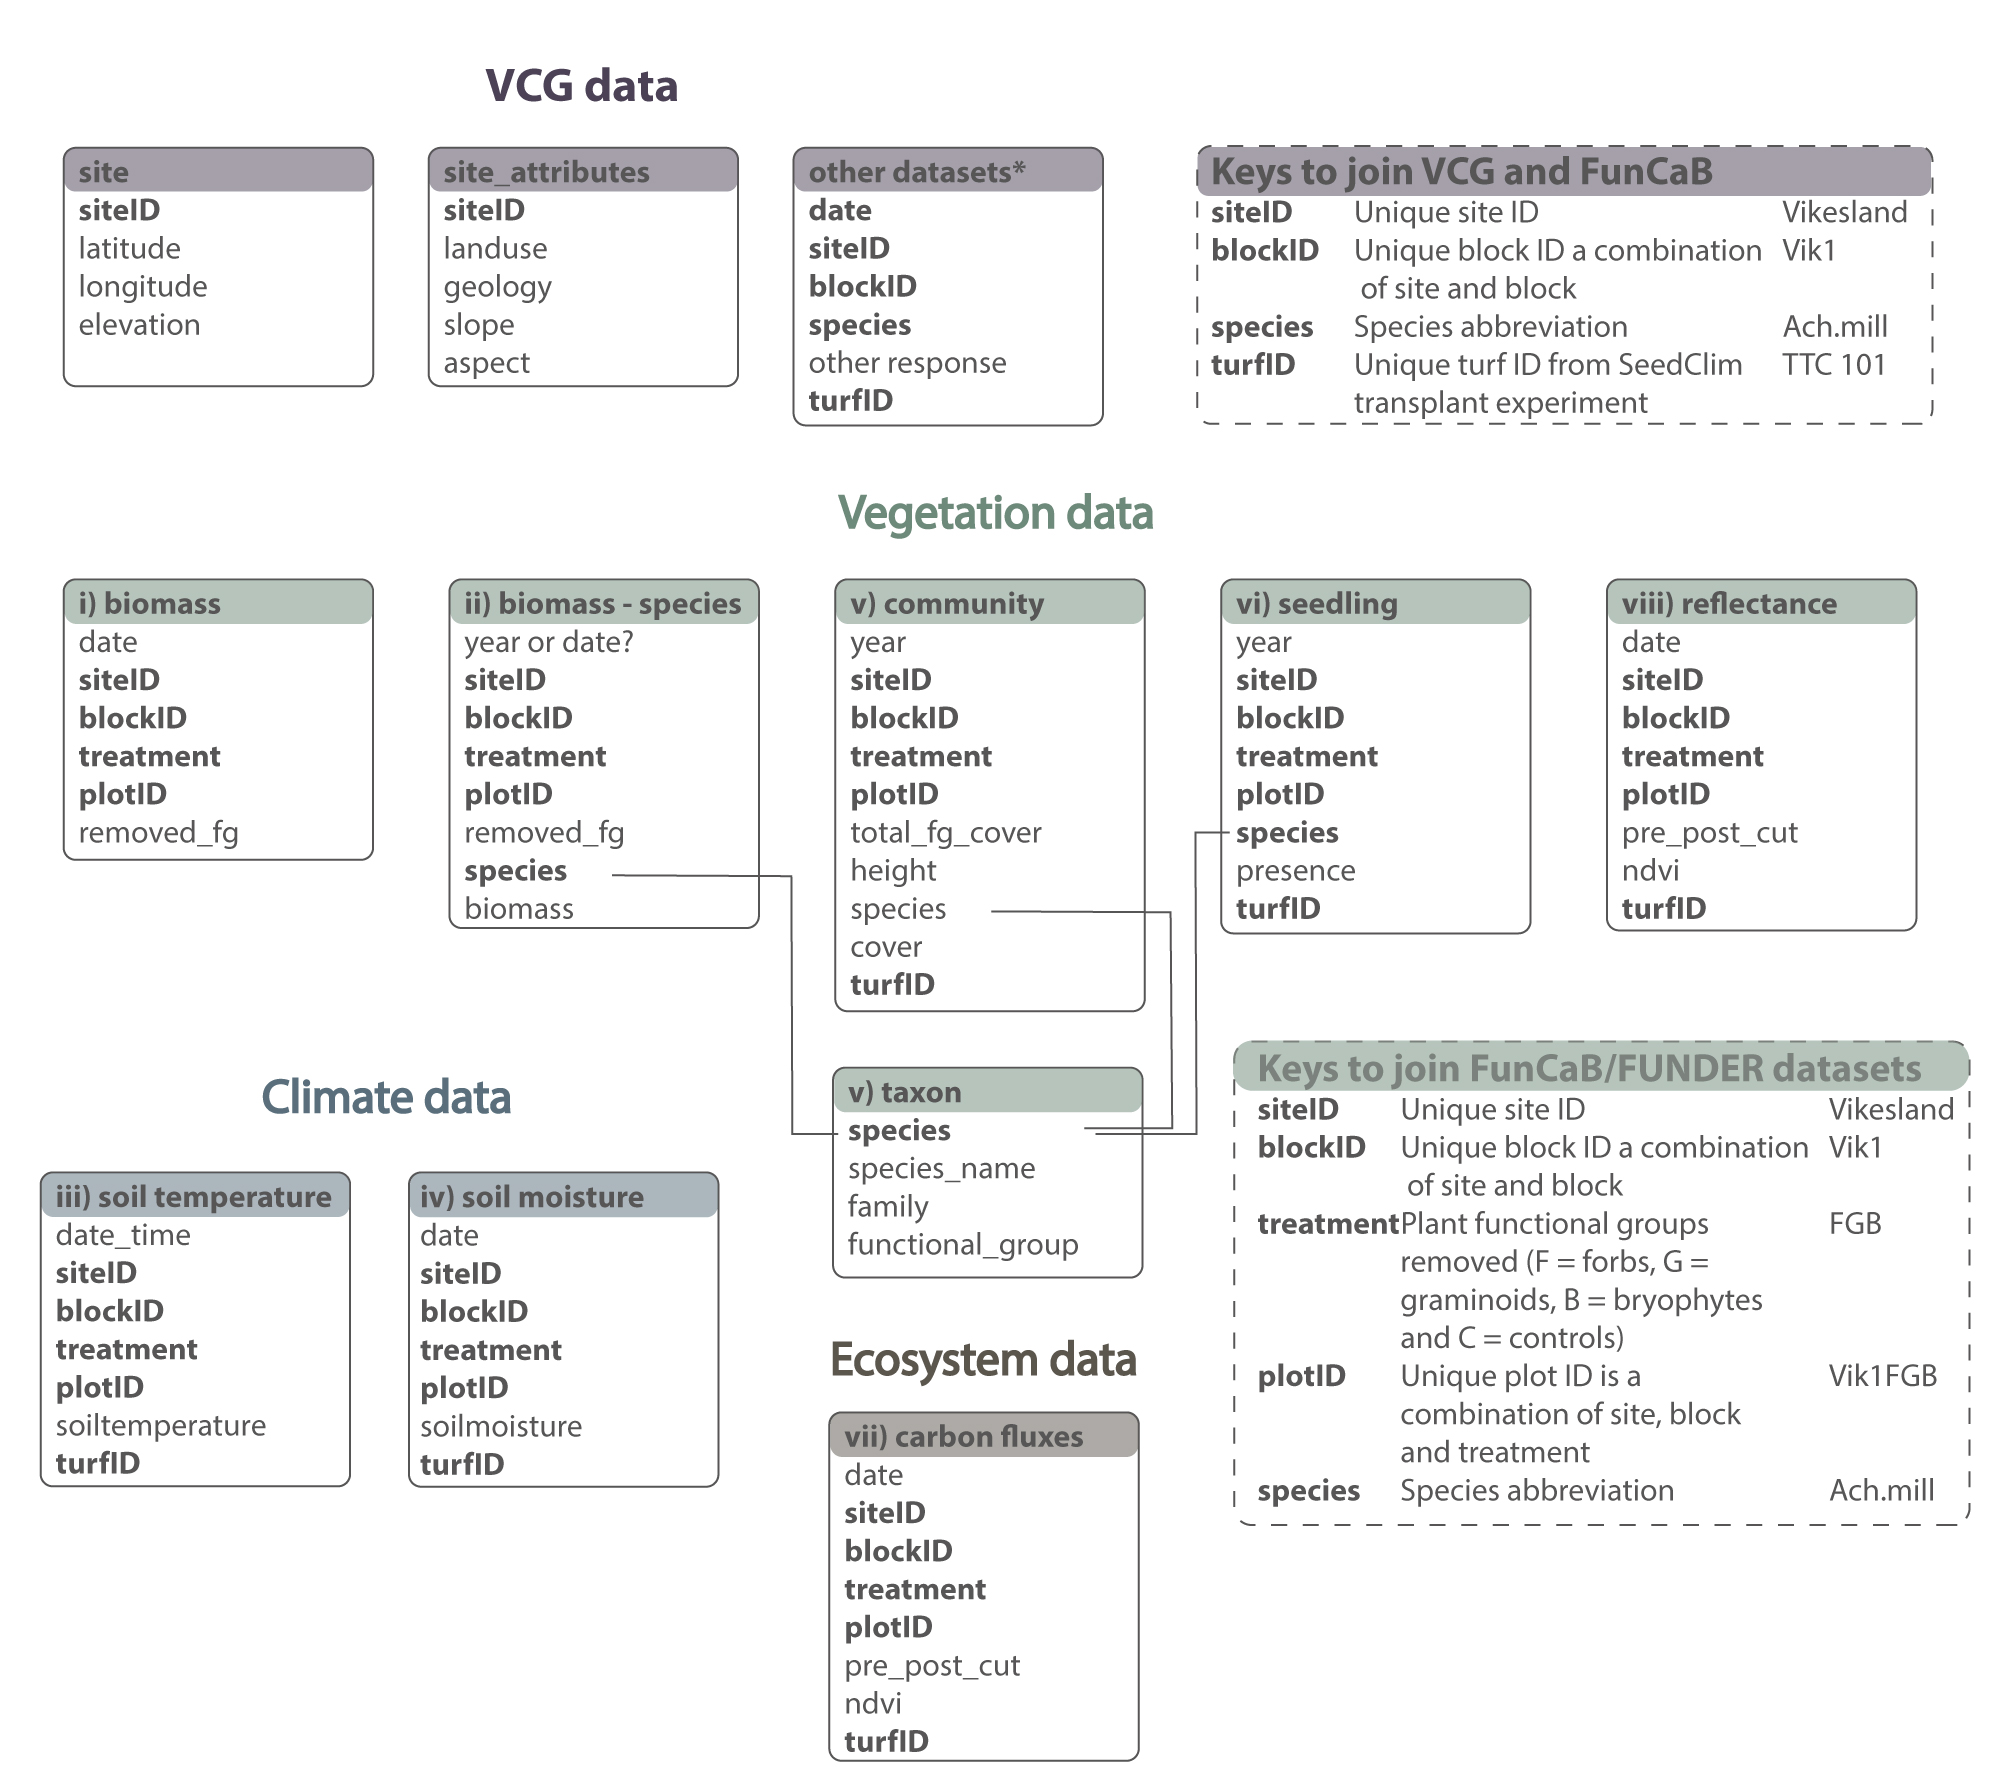 VCG data
site
siteID
latitude
longitude
elevation
site_attributes
siteID
landuse
geology
slope
aspect
other datasets*
date
siteID
blockID
species
other response
turfID
Keys to join VCG and FunCaB
siteID Unique site ID Vikesland
blockID Unique block ID a combination Vik1
of site and block
species Species abbreviation Ach.mill
turfID Unique turf ID from SeedClim TTC 101
transplant experiment
Vegetation data
i) biomass
date
siteID
blockID
treatment
plotID
removed_fg
ii) biomass - species
year or date?
siteID
blockID
treatment
plotID
removed_fg
species
biomass
v) community
year
siteID
blockID
treatment
plotID
total_fg_cover
height
species
cover
turfID
vi) seedling
year
siteID
blockID
treatment
plotID
species
presence
turfID
viii) reflectance
date
siteID
blockID
treatment
plotID
pre_post_cut
ndvi
turfID
v) taxon
species
species_name
family
functional_group
Climate data
iii) soil temperature
date_time
siteID
blockID
treatment
plotID
soiltemperature
turfID
iv) soil moisture
date
siteID
blockID
treatment
plotID
soilmoisture
turfID
Ecosystem data
vii) carbon fluxes
date
siteID
blockID
treatment
plotID
pre_post_cut
ndvi
turfID
Keys to join FunCaB/FUNDER datasets
siteID Unique site ID Vikesland
blockID Unique block ID a combination Vik1
of site and block
treatment Plant functional groups FGB
removed (F = forbs, G =
graminoids, B = bryophytes
and C = controls)
plotID Unique plot ID is a Vik1FGB
combination of site, block
and treatment
species Species abbreviation Ach.mill